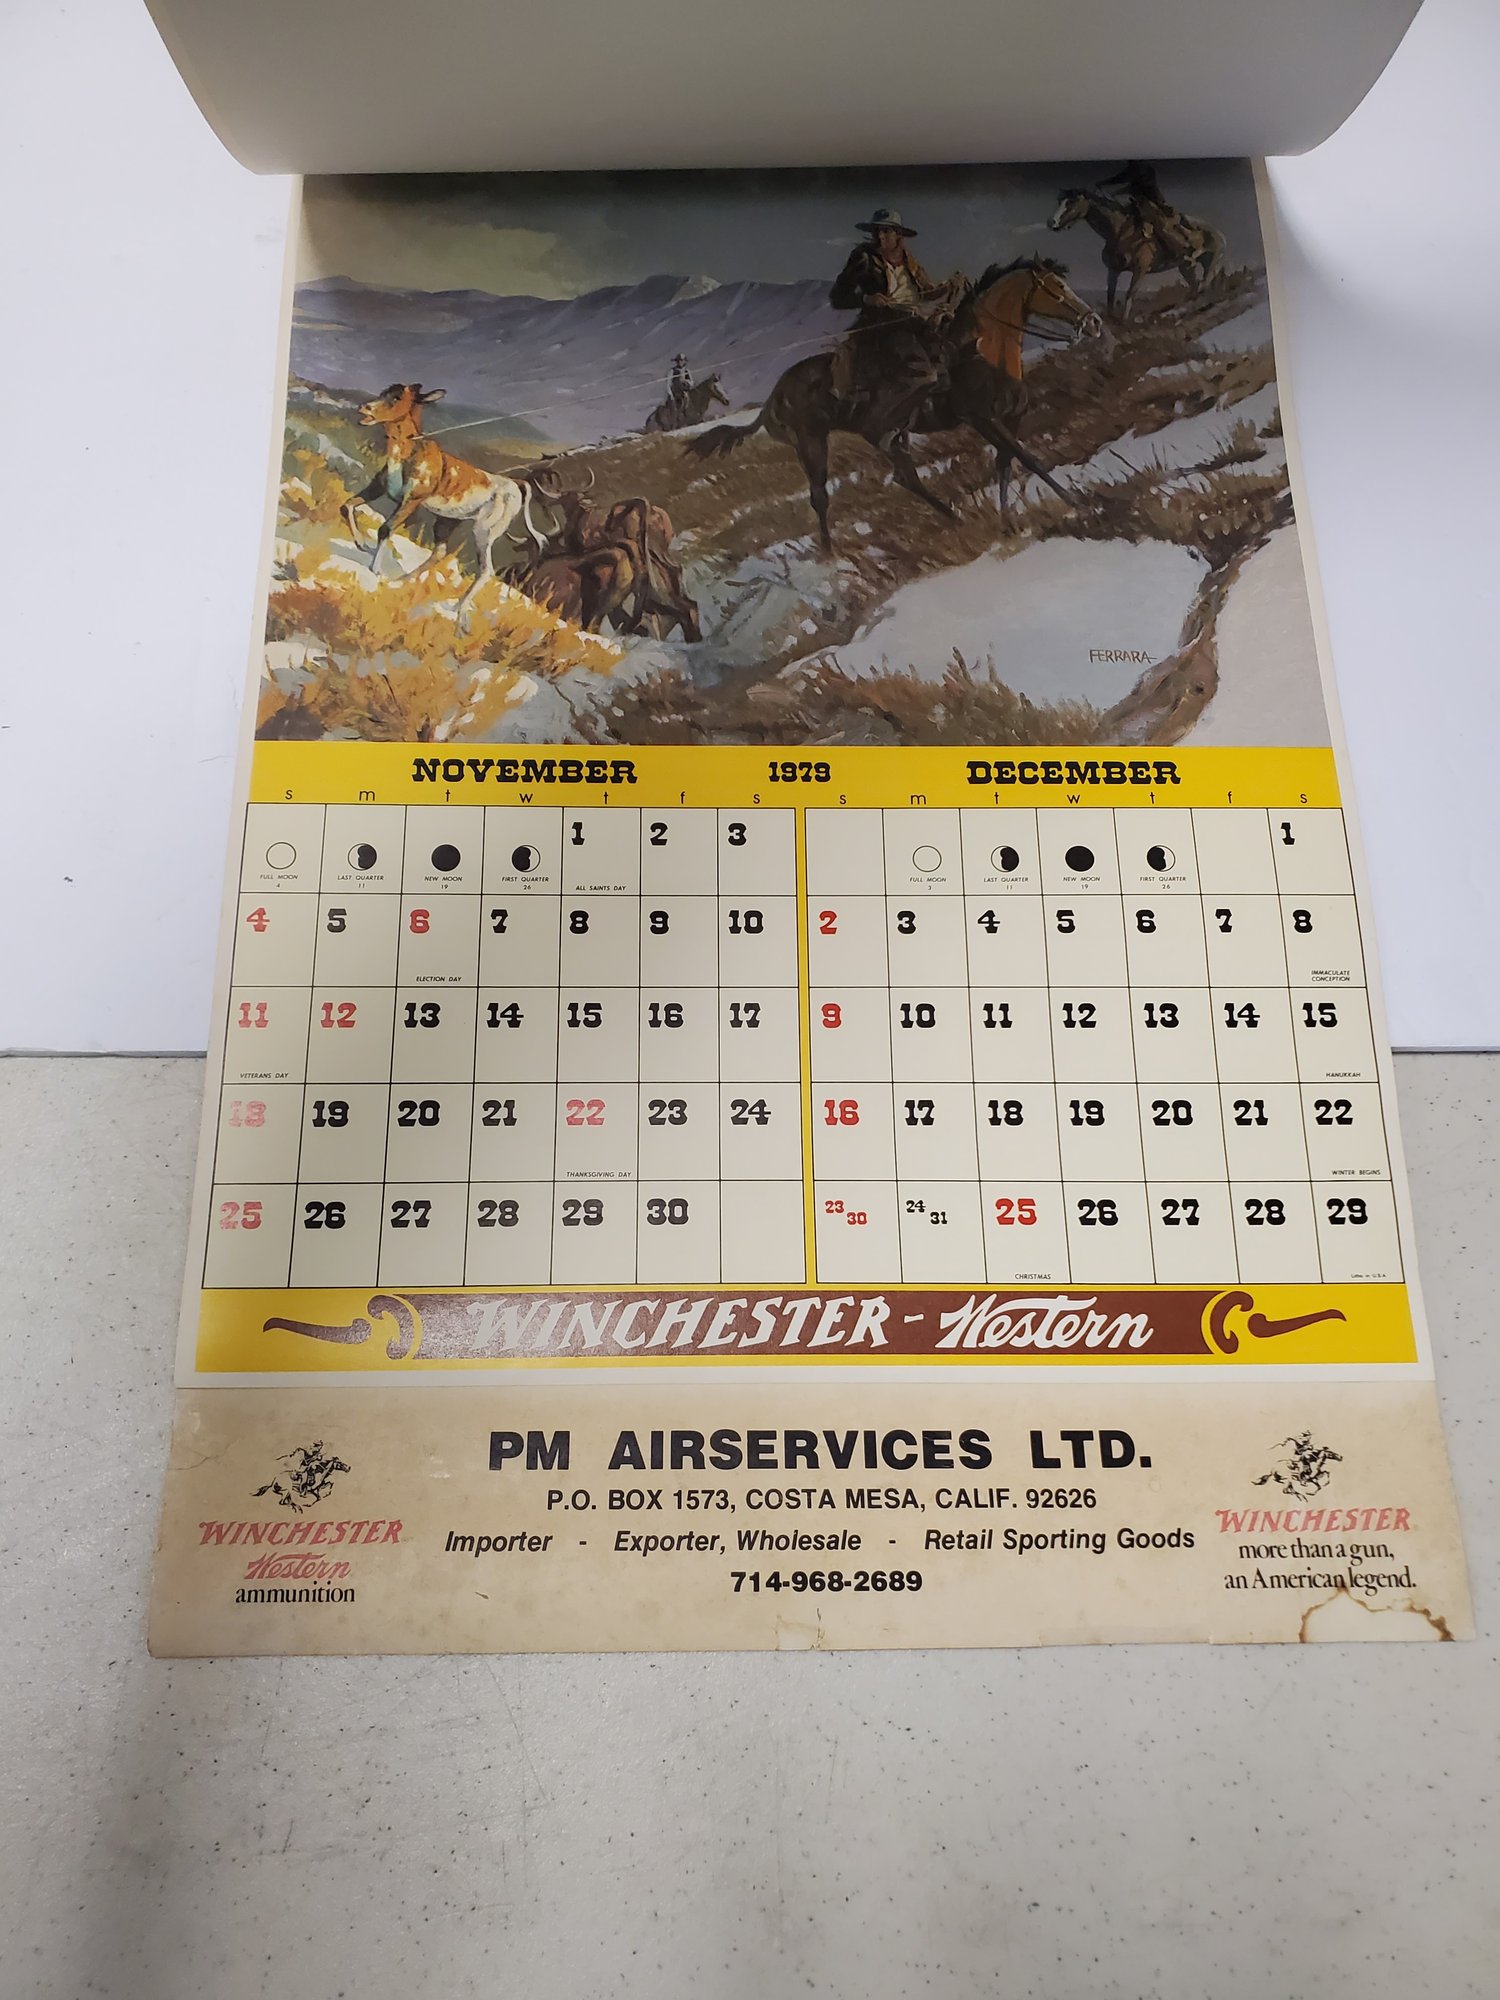 FERRARA
NOVEMBER 1979 DECEMBER
s m t w t f s s m t w t f s
1 2 3 1
FULL MOON LAST QUARTER NEW MOON FIRST QUARTER ALL SAINTS DAY FULL MOON LAST QUARTER NEW MOON FIRST QUARTER
4 11 19 26 3 11 19 26
4 5 6 7 8 9 10 2 3 4 5 6 7 8
ELECTION DAY IMMACULATE
CONCEPTION
11 12 13 14 15 16 17 9 10 11 12 13 14 15
VETERANS DAY HANUKKAH
18 19 20 21 22 23 24 16 17 18 19 20 21 22
THANKSGIVING DAY WINTER BEGINS
25 26 27 28 29 30 23 30 24 31 25 26 27 28 29
CHRISTMAS Litho in U.S.A
WINCHESTER-Western
PM AIRSERVICES LTD.
P.O. BOX 1573, COSTA MESA, CALIF. 92626
Importer - Exporter, Wholesale - Retail Sporting Goods
714-968-2689
WINCHESTER
Western
ammunition
WINCHESTER
more than a gun,
an American legend.